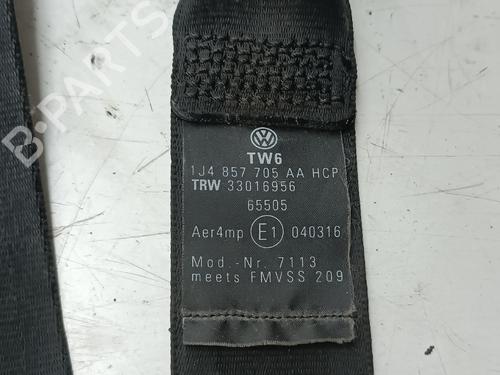 B-PARTS
TW6
1J4 857 705 AA HCP
TRW 33016956
65505
Aer4mp E1 040316
Mod.-Nr. 7113
meets FMVSS 209